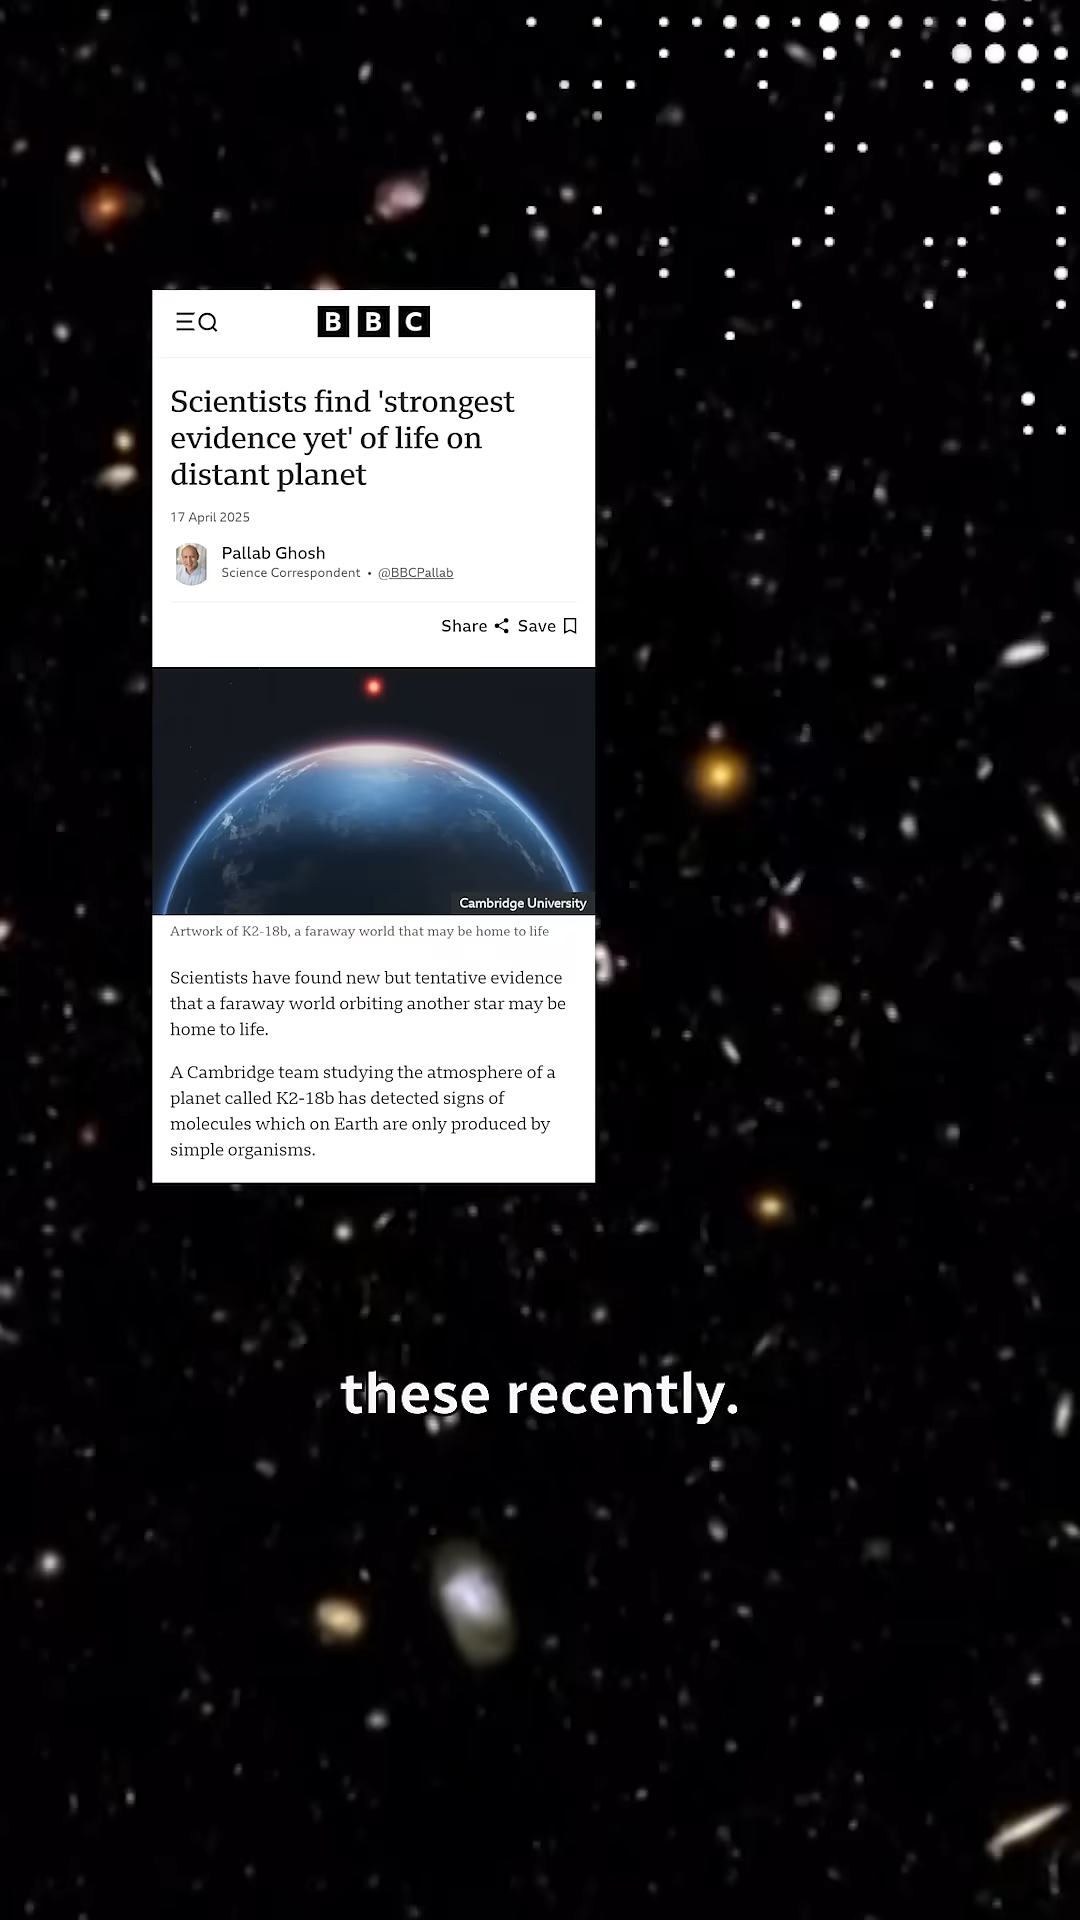 BBC
Scientists find 'strongest
evidence yet' of life on
distant planet
17 April 2025
Pallab Ghosh
Science Correspondent • @BBCPallab
Share Save
Cambridge University
Artwork of K2-18b, a faraway world that may be home to life
Scientists have found new but tentative evidence
that a faraway world orbiting another star may be
home to life.
A Cambridge team studying the atmosphere of a
planet called K2-18b has detected signs of
molecules which on Earth are only produced by
simple organisms.
these recently.